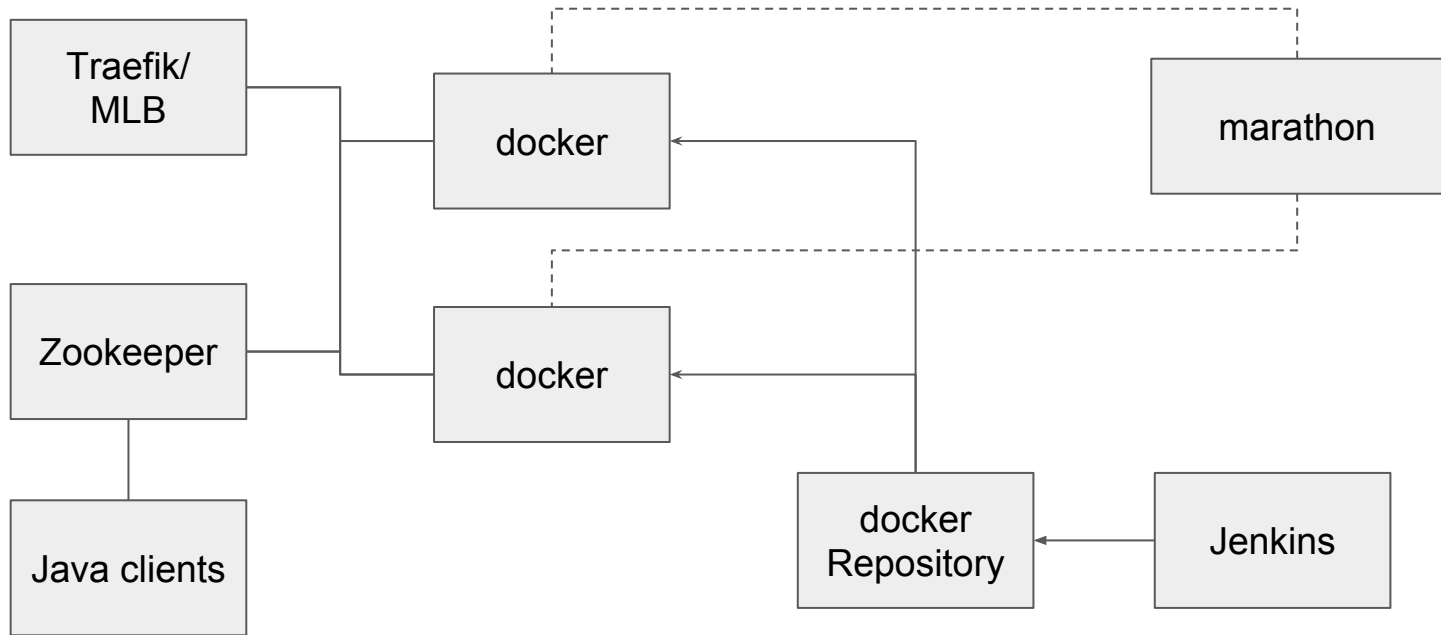 Traefik/
MLB
docker
marathon
Zookeeper
docker
docker
Repository
Jenkins
Java clients